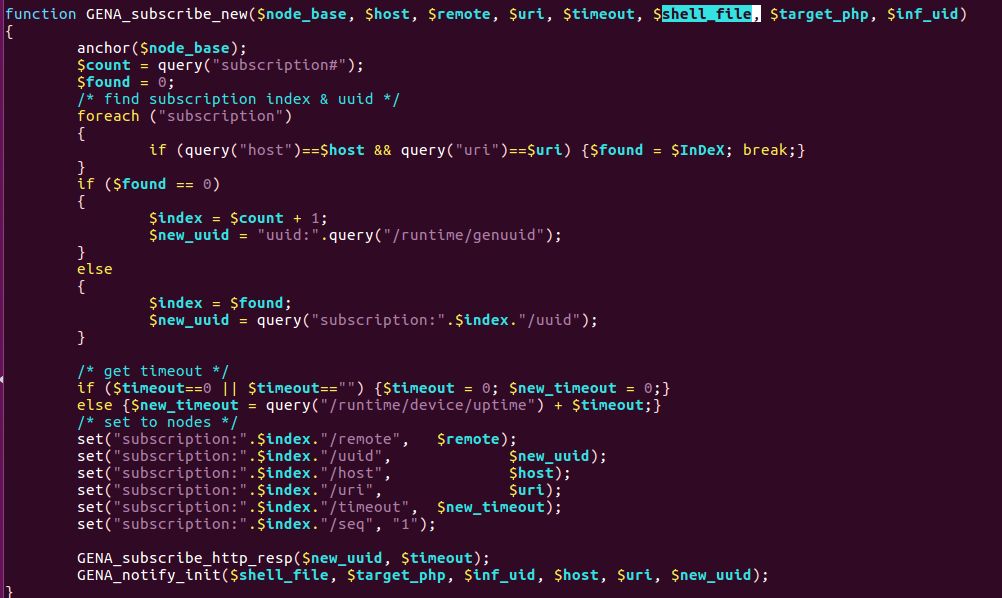 function GENA_subscribe_new($node_base, $host, $remote, $uri, $timeout, $shell_file, $target_php, $inf_uid)
{
        anchor($node_base);
        $count = query("subscription#");
        $found = 0;
        /* find subscription index & uuid */
        foreach ("subscription")
        {
                if (query("host")==$host && query("uri")==$uri) {$found = $InDeX; break;}
        }
        if ($found == 0)
        {
                $index = $count + 1;
                $new_uuid = "uuid:".query("/runtime/genuuid");
        }
        else
        {
                $index = $found;
                $new_uuid = query("subscription:".$index."/uuid");
        }

        /* get timeout */
        if ($timeout==0 || $timeout=="") {$timeout = 0; $new_timeout = 0;}
        else {$new_timeout = query("/runtime/device/uptime") + $timeout;}
        /* set to nodes */
        set("subscription:".$index."/remote",   $remote);
        set("subscription:".$index."/uuid",             $new_uuid);
        set("subscription:".$index."/host",             $host);
        set("subscription:".$index."/uri",              $uri);
        set("subscription:".$index."/timeout",  $new_timeout);
        set("subscription:".$index."/seq", "1");

        GENA_subscribe_http_resp($new_uuid, $timeout);
        GENA_notify_init($shell_file, $target_php, $inf_uid, $host, $uri, $new_uuid);
}